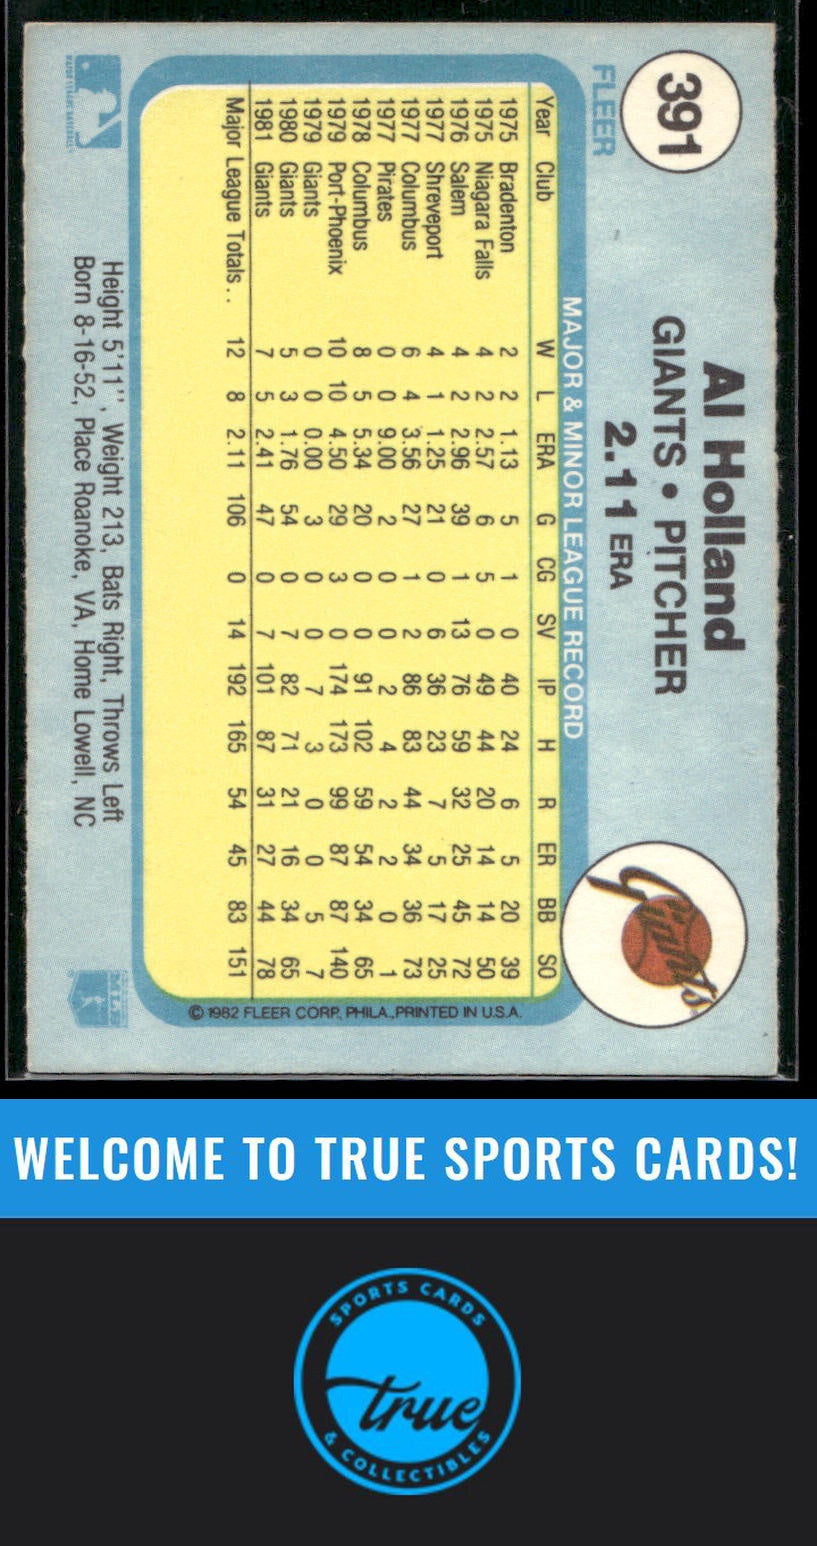 391
FLEER
Al Holland
GIANTS • PITCHER
2.11 ERA
Giants
MAJOR & MINOR LEAGUE RECORD
Year Club W L ERA G CG SV IP H R ER BB SO
1975 Bradenton 2 2 1.13 5 1 0 40 24 6 5 20 39
1975 Niagara Falls 4 2 2.57 6 5 0 49 44 20 14 14 50
1976 Salem 4 2 2.96 39 1 13 76 59 32 25 45 72
1977 Shreveport 4 1 1.25 21 0 6 36 23 7 5 17 25
1977 Columbus 6 4 3.56 27 1 2 86 83 44 34 36 73
1977 Pirates 0 0 9.00 2 0 0 2 4 2 2 0 1
1978 Columbus 8 5 5.34 20 0 0 91 102 59 54 34 65
1979 Port-Phoenix 10 10 4.50 29 3 0 174 173 99 87 87 140
1979 Giants 0 0 0.00 3 0 0 7 3 0 0 5 7
1980 Giants 5 3 1.76 54 0 7 82 71 21 16 34 65
1981 Giants 7 5 2.41 47 0 7 101 87 31 27 44 78
Major League Totals . . 12 8 2.11 106 0 14 192 165 54 45 83 151
© 1982 FLEER CORP. PHILA., PRINTED IN U.S.A.
Height 5'11'', Weight 213, Bats Right, Throws Left
Born 8-16-52, Place Roanoke, VA, Home Lowell, NC
MAJOR LEAGUE BASEBALL
WELCOME TO TRUE SPORTS CARDS!
SPORTS CARDS
true
& COLLECTIBLES